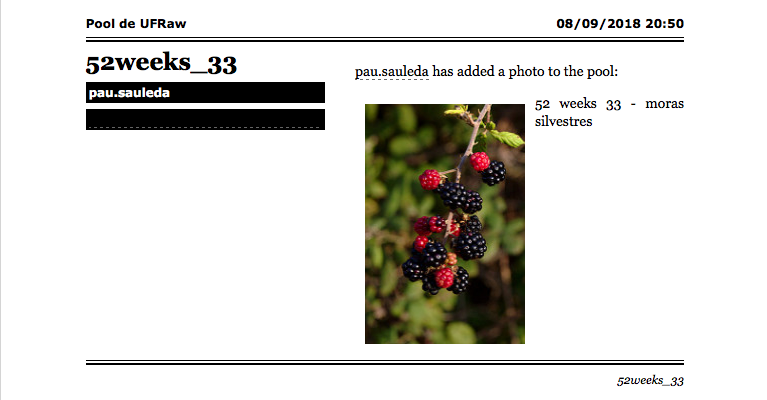 Pool de UFRaw 08/09/2018 20:50
52weeks_33
pau.sauleda
pau.sauleda has added a photo to the pool:
52 weeks 33 - moras
silvestres
52weeks_33